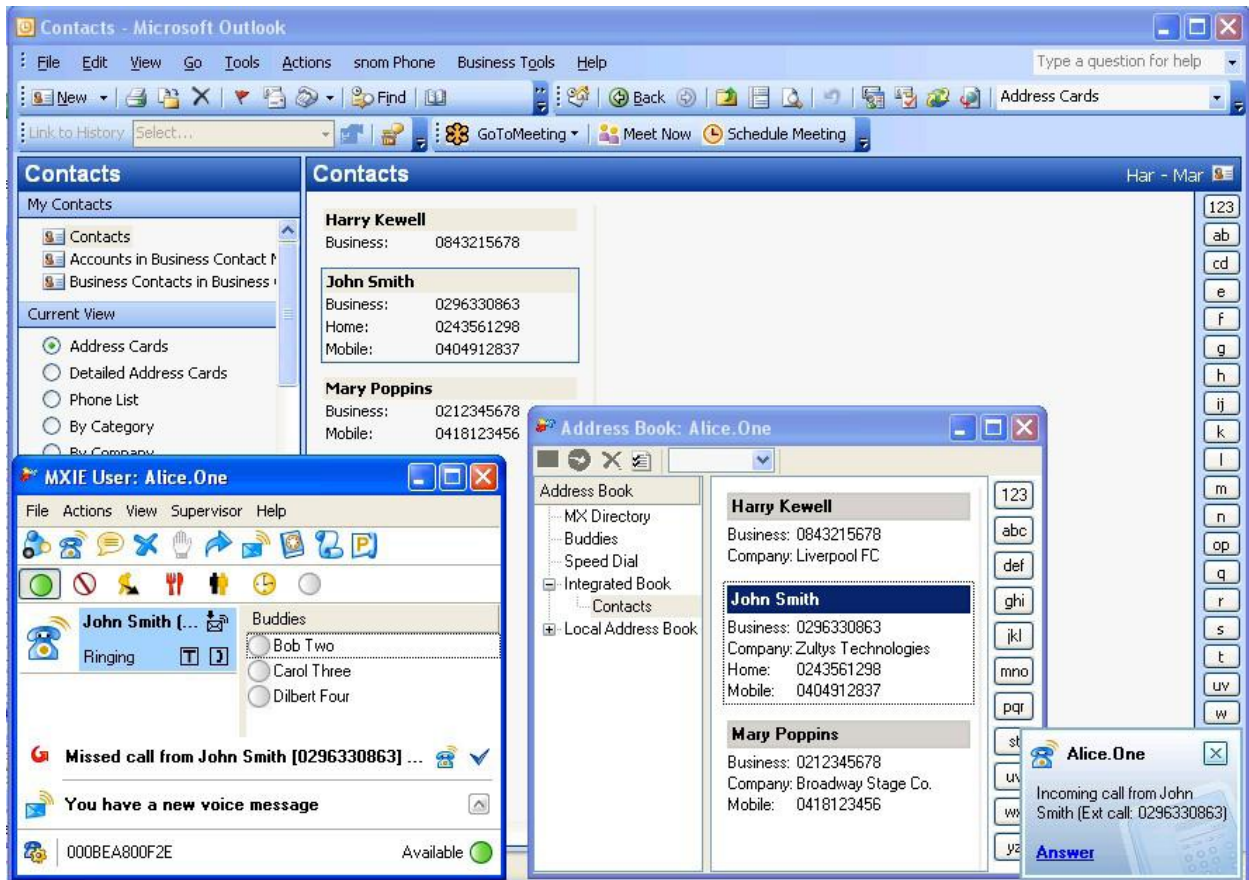 Contacts - Microsoft Outlook
File Edit View Go Tools Actions snom Phone Business Tools Help
Type a question for help
New Find Back Address Cards
Link to History Select... GoToMeeting Meet Now Schedule Meeting
Contacts
My Contacts
Contacts
Accounts in Business Contact
Business Contacts in Business
Current View
Address Cards
Detailed Address Cards
Phone List
By Category
By Company
Contacts
Har - Mar
Harry Kewell
Business: 0843215678
John Smith
Business: 0296330863
Home: 0243561298
Mobile: 0404912837
Mary Poppins
Business: 0212345678
Mobile: 0418123456
123
ab
cd
e
f
g
h
ij
k
l
m
n
op
q
r
s
t
uv
w
MXIE User: Alice.One
File Actions View Supervisor Help
John Smith (...
Ringing
Buddies
Bob Two
Carol Three
Dilbert Four
Missed call from John Smith [0296330863] ...
You have a new voice message
000BEA800F2E
Available
Address Book: Alice.One
Address Book
MX Directory
Buddies
Speed Dial
Integrated Book
Contacts
Local Address Book
Harry Kewell
Business: 0843215678
Company: Liverpool FC
John Smith
Business: 0296330863
Company: Zultys Technologies
Home: 0243561298
Mobile: 0404912837
Mary Poppins
Business: 0212345678
Company: Broadway Stage Co.
Mobile: 0418123456
123
abc
def
ghi
jkl
mno
pqr
Alice.One
Incoming call from John
Smith (Ext call: 0296330863)
Answer